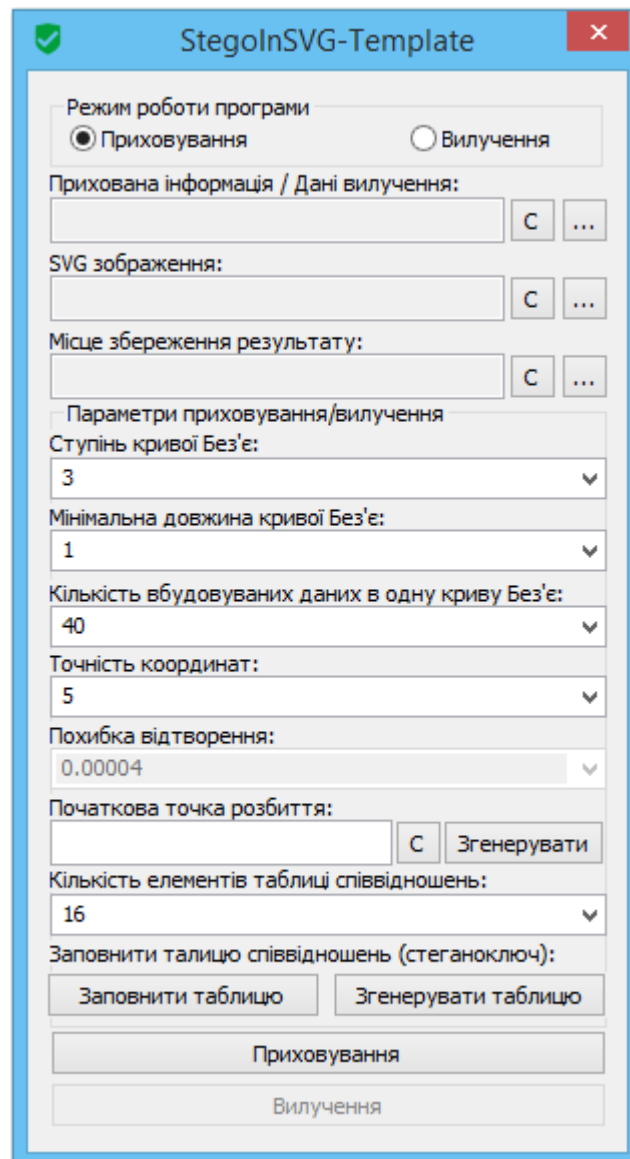 StegoInSVG-Template
Режим роботи програми
Приховування Вилучення
Прихована інформація / Дані вилучення:
C ...
SVG зображення:
C ...
Місце збереження результату:
C ...
Параметри приховування/вилучення
Ступінь кривої Без'є:
3
Мінімальна довжина кривої Без'є:
1
Кількість вбудовуваних даних в одну криву Без'є:
40
Точність координат:
5
Похибка відтворення:
0.00004
Початкова точка розбиття:
C Згенерувати
Кількість елементів таблиці співвідношень:
16
Заповнити талицю співвідношень (стеганоключ):
Заповнити таблицю Згенерувати таблицю
Приховування
Вилучення